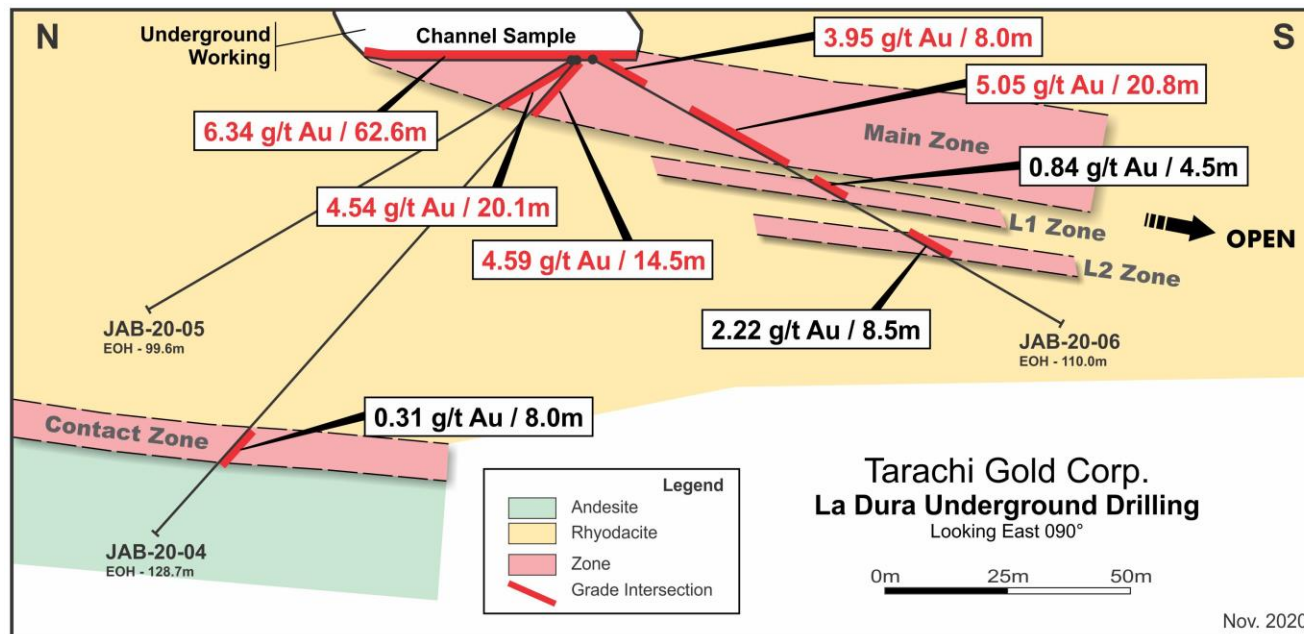 N
S
Underground
Working
Channel Sample
3.95 g/t Au / 8.0m
5.05 g/t Au / 20.8m
6.34 g/t Au / 62.6m
Main Zone
0.84 g/t Au / 4.5m
4.54 g/t Au / 20.1m
L1 Zone
OPEN
4.59 g/t Au / 14.5m
L2 Zone
2.22 g/t Au / 8.5m
JAB-20-05
EOH - 99.6m
JAB-20-06
EOH - 110.0m
0.31 g/t Au / 8.0m
Contact Zone
JAB-20-04
EOH - 128.7m
Legend
Andesite
Rhyodacite
Zone
Grade Intersection
Tarachi Gold Corp.
La Dura Underground Drilling
Looking East 090°
0m 25m 50m
Nov. 2020